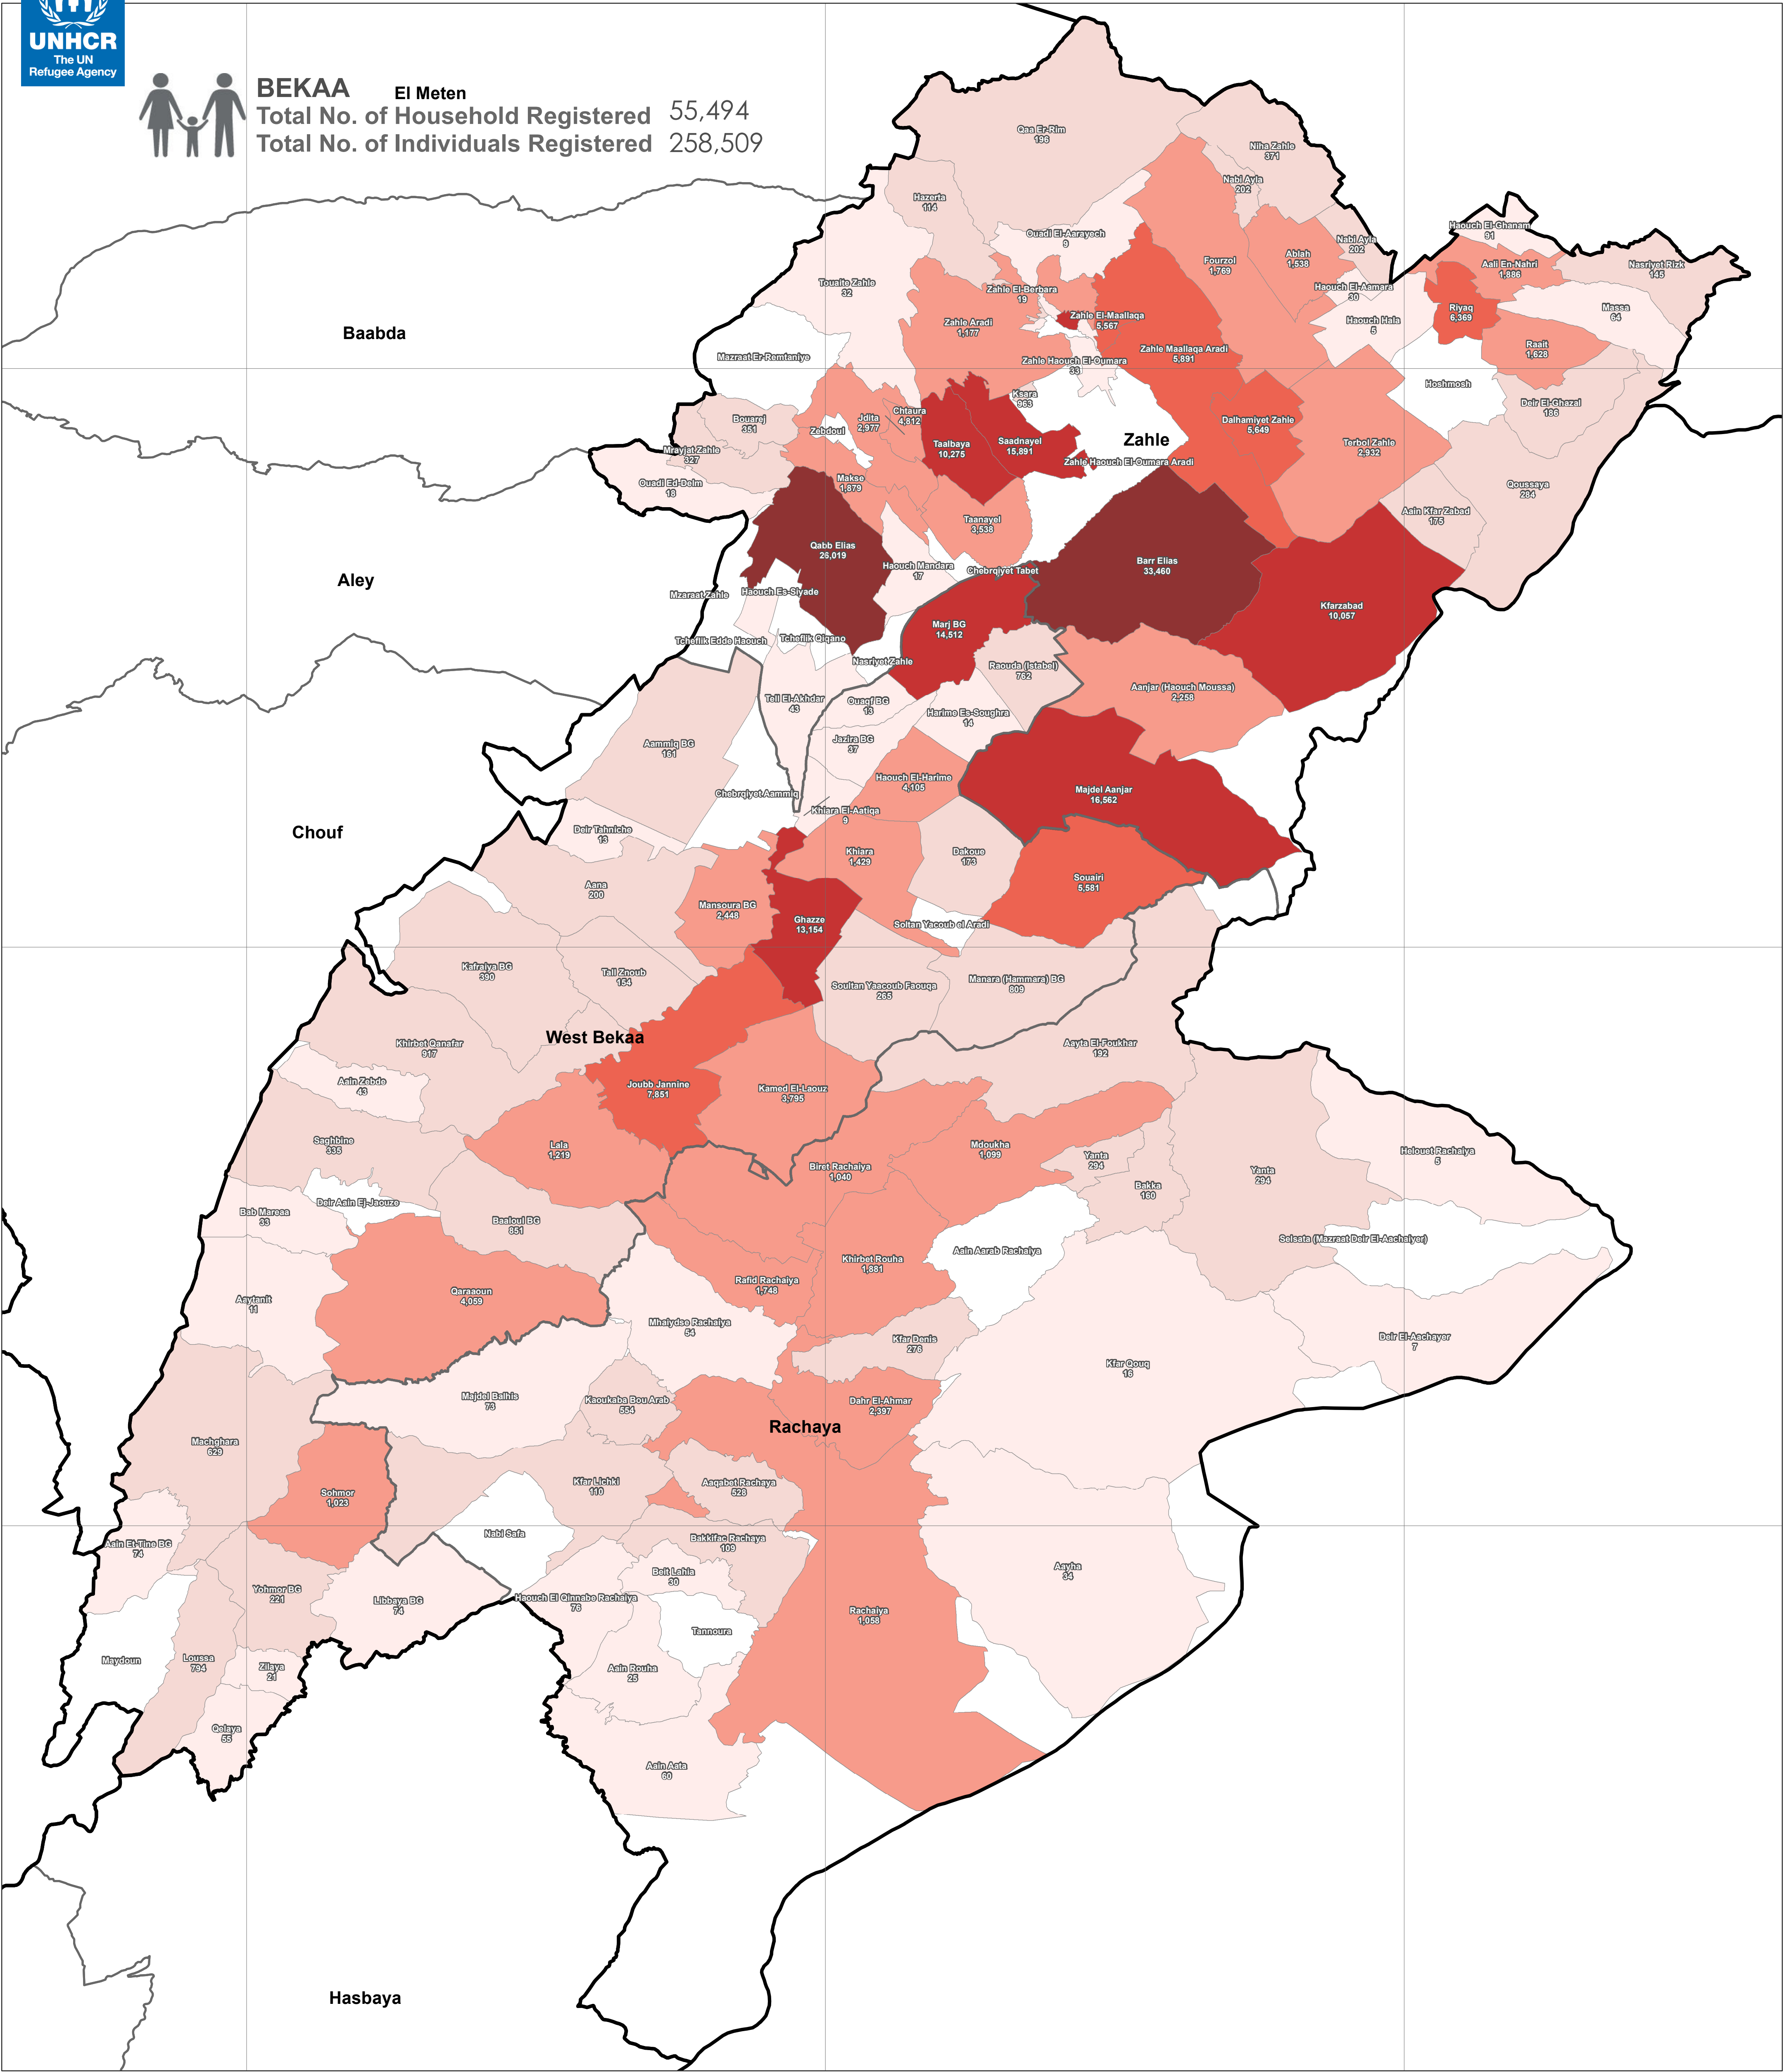 UNHCR
The UN
Refugee Agency
BEKAA
El Meten
Total No. of Household Registered 55,494
Total No. of Individuals Registered 258,509
Qaa Er-Rim
196
Niha Zahle
371
Nabi Ayla
202
Hazerta
114
Ouadi El-Aarayech
9
Haouch El-Ghanam
91
Nabi Ayla
202
Ablah
1,538
Fourzol
1,769
Aali En-Nahri
1,886
Nasriyet Rizk
145
Touaite Zahle
32
Zahle El-Berbara
19
Haouch El-Aamara
30
Riyaq
6,369
Massa
64
Baabda
Zahle Aradi
1,177
Zahle El-Maallaqa
5,567
Haouch Hala
5
Mazraat Er-Remtaniye
Zahle Maallaqa Aradi
5,891
Zahle Haouch El-Oumara
33
Raait
1,628
Hoshmosh
Ksara
963
Deir El-Ghazal
186
Bouarej
351
Zebdoul
Jdita
2,977
Chtaura
4,812
Taalbaya
10,275
Saadnayel
15,891
Zahle
Dalhamiyet Zahle
5,649
Terbol Zahle
2,932
Mrayjat Zahle
327
Zahle Haouch El-Oumara Aradi
Ouadi Ed-Delm
18
Makse
1,879
Qoussaya
284
Taanayel
3,538
Aain Kfar Zabad
175
Qabb Elias
26,019
Barr Elias
33,460
Haouch Mandara
17
Chebrqiyet Tabet
Aley
Mzaraat Zahle
Haouch Es-Siyade
Kfarzabad
10,057
Marj BG
14,512
Tcheflik Edde Haouch
Tcheflik Qiqano
Nasriyet Zahle
Raouda (Istabel)
762
Aanjar (Haouch Moussa)
2,258
Tell El-Akhdar
43
Ouaqf BG
13
Harime Es-Soughra
14
Aammiq BG
161
Jazira BG
37
Haouch El-Harime
4,105
Chebrqiyet Aammiq
Majdel Aanjar
16,562
Khiara El-Aatiqa
9
Chouf
Deir Tahniche
13
Khiara
1,429
Dakoue
173
Souairi
5,581
Aana
200
Mansoura BG
2,448
Ghazze
13,154
Soltan Yacoub el Aradi
Kafraiya BG
390
Tall Znoub
154
Soultan Yaacoub Faouqa
265
Manara (Hammara) BG
809
West Bekaa
Khirbet Qanafar
917
Aayta El-Foukhar
192
Aain Zebde
43
Joubb Jannine
7,851
Kamed El-Laouz
3,795
Saghbine
335
Lala
1,219
Mdoukha
1,099
Biret Rachaiya
1,040
Yanta
294
Helouet Rachaiya
5
Yanta
294
Bakka
160
Deir Aain Ej-Jaouze
Bab Mareaa
33
Baaloul BG
851
Aain Aarab Rachaiya
Selsata (Mazraat Deir El-Aachaiyer)
Khirbet Rouha
1,881
Rafid Rachaiya
1,748
Aaytanit
11
Qaraaoun
4,059
Mhaiydse Rachaiya
54
Kfar Denis
276
Deir El-Aachayer
7
Kfar Qouq
16
Majdel Balhis
73
Kaoukaba Bou Arab
554
Dahr El-Ahmar
2,397
Rachaya
Machghara
629
Kfar Lichki
110
Aaqabet Rachaya
528
Sohmor
1,023
Nabi Safa
Bakkifac Rachaya
109
Aain Et-Tine BG
74
Beit Lahia
30
Aayha
34
Yohmor BG
221
Libbaya BG
74
Haouch El Qinnabe Rachaiya
76
Rachaiya
1,058
Tannoura
Maydoun
Loussa
794
Zilaya
21
Aain Rouha
25
Qelaya
55
Aain Aata
60
Hasbaya